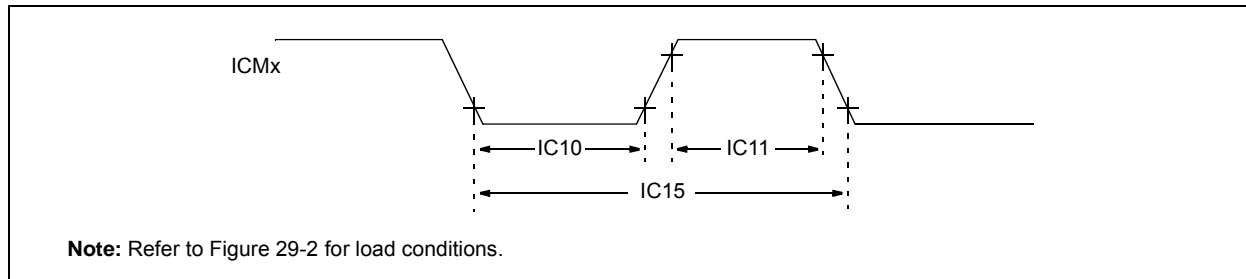 ICMx
IC10
IC11
IC15
Note: Refer to Figure 29-2 for load conditions.